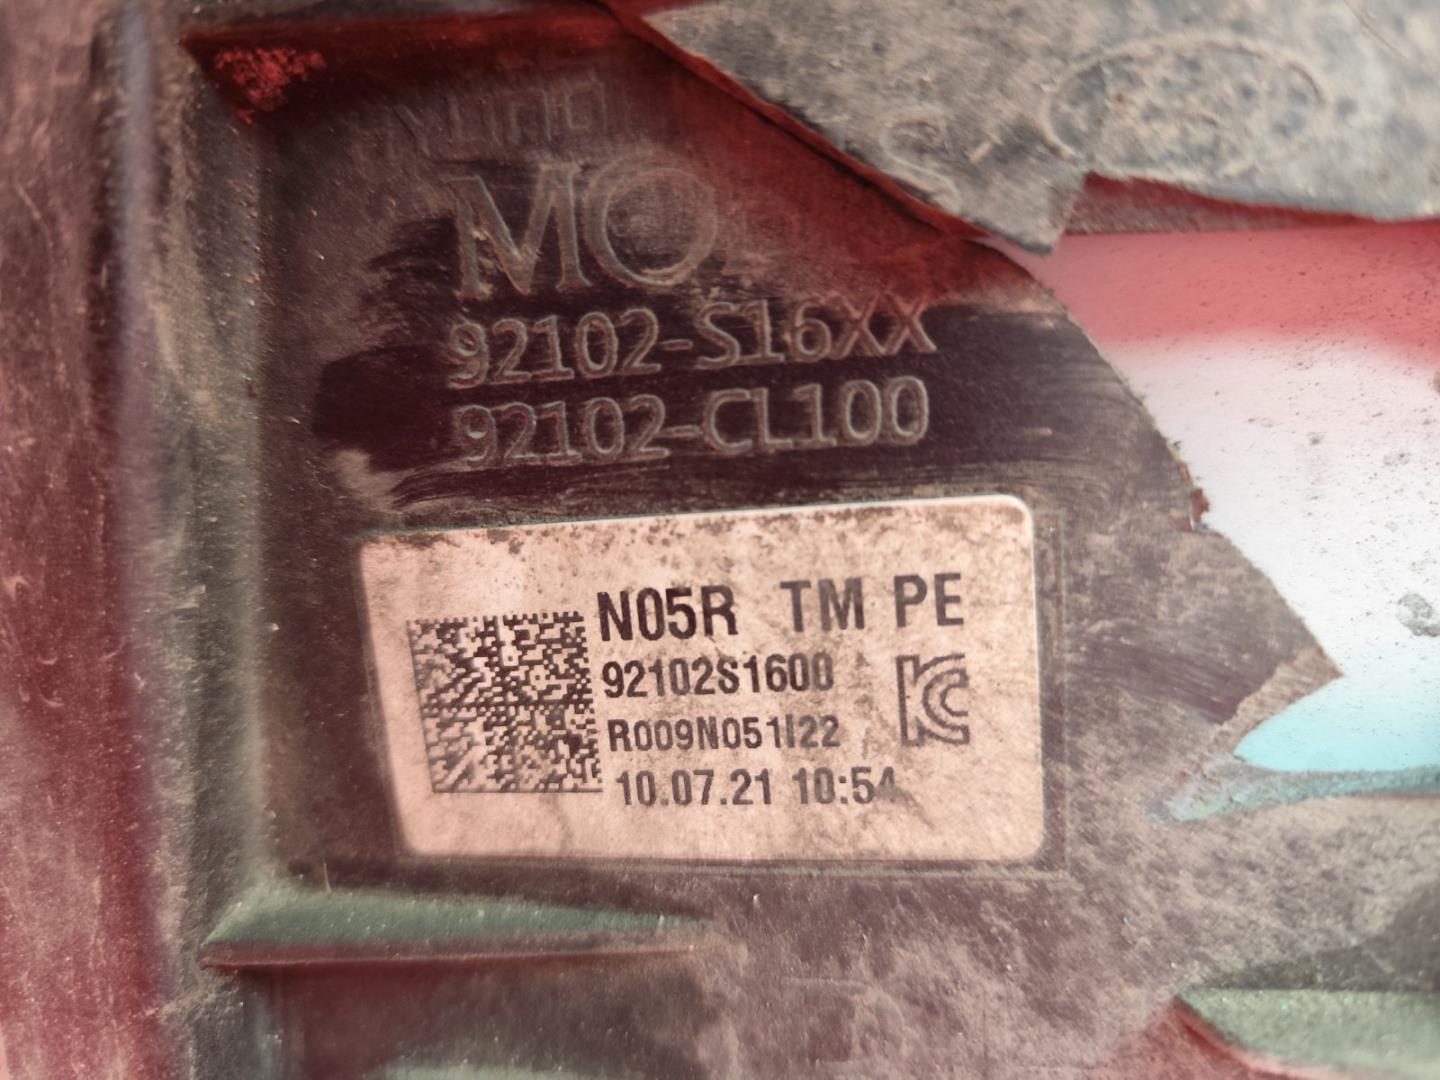 MO
92102-S16XX
92102-CL100
N05R TM PE
92102S1600
R009N051I22
10.07.21 10:54